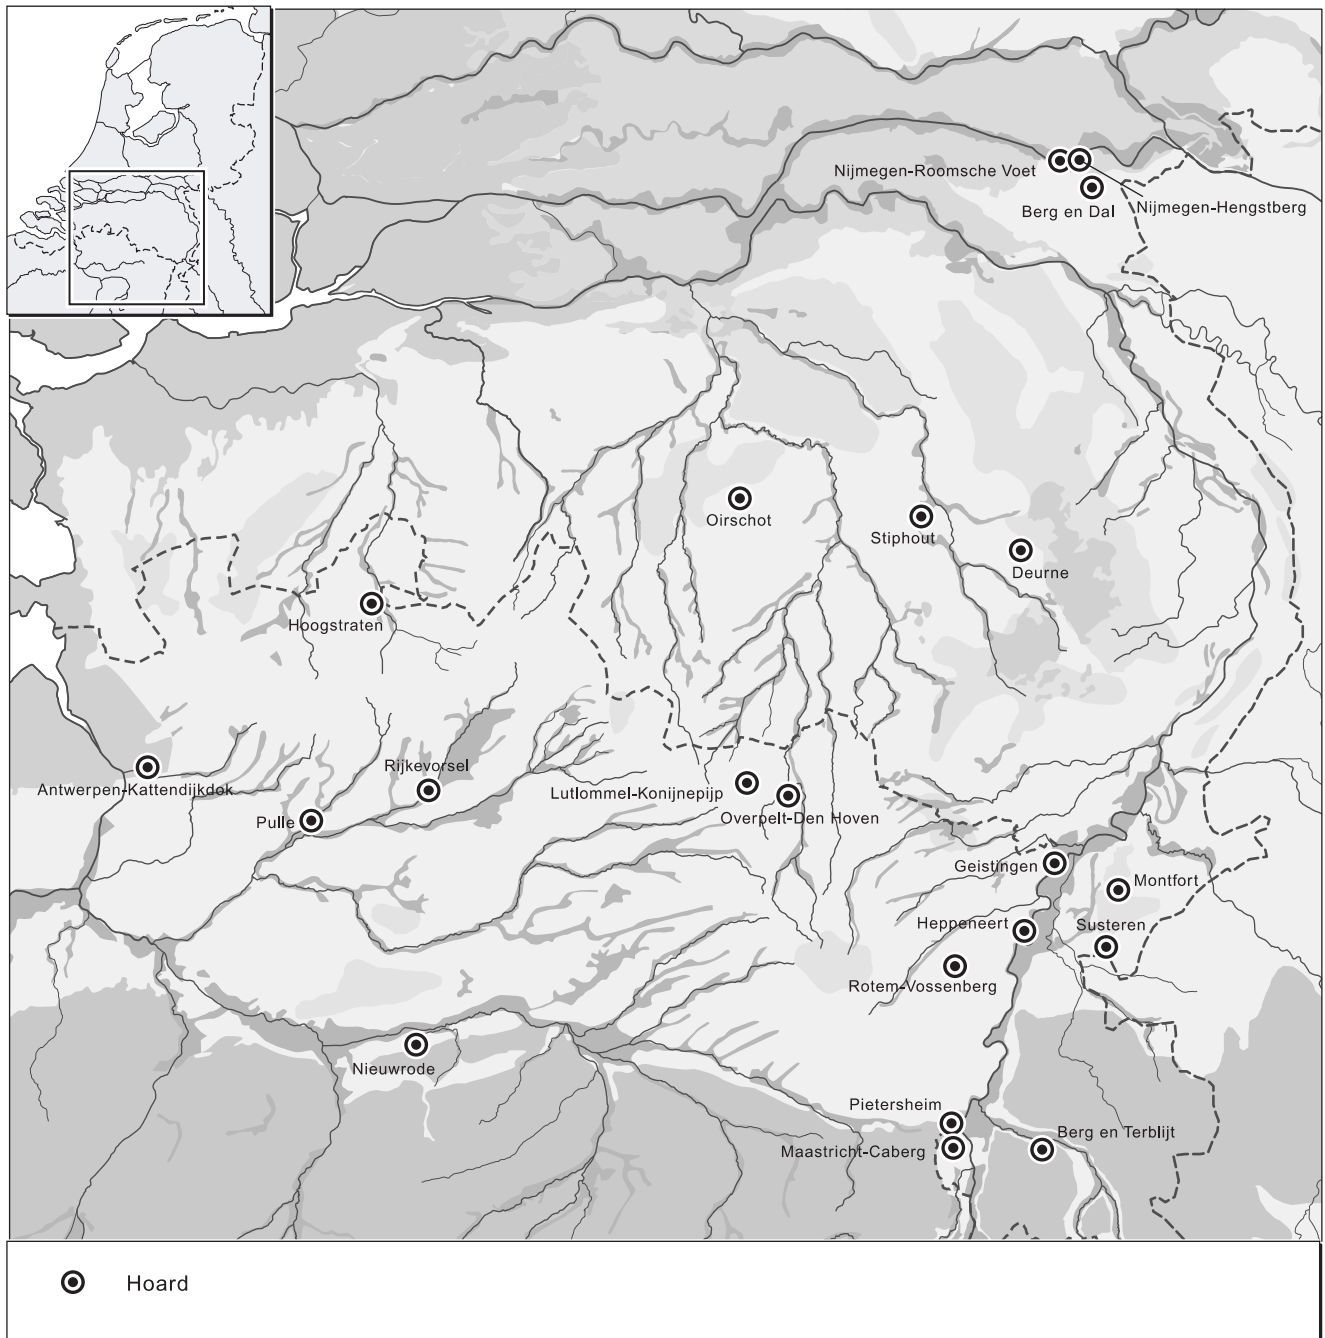 Nijmegen-Roomsche Voet
Berg en Dal
Nijmegen-Hengstberg
Oirschot
Stiphout
Deurne
Hoogstraten
Rijkevorsel
Antwerpen-Kattendijkdok
Lutlommel-Konijnepijp
Overpelt-Den Hoven
Pulle
Geistingen
Montfort
Heppeneert
Susteren
Rotem-Vossenberg
Nieuwrode
Pietersheim
Berg en Terblijt
Maastricht-Caberg
Hoard